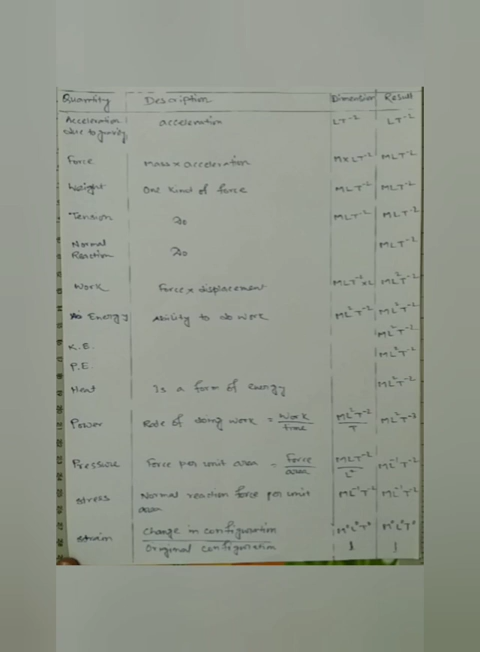 Quantity Description Dimension Result
Acceleration due to gravity acceleration LT⁻² LT⁻²
Force Mass x acceleration M x LT⁻² MLT⁻²
Weight One kind of force MLT⁻² MLT⁻²
Tension Do MLT⁻² MLT⁻²
Normal Reaction Do MLT⁻²
Work Force x displacement MLT⁻² x L ML²T⁻²
Energy Ability to do work ML²T⁻² ML²T⁻²
K.E. ML²T⁻²
P.E.
Heat Is a form of energy ML²T⁻²
Power Rate of doing work = Work/time ML²T⁻²/T ML²T⁻³
Pressure Force per unit area = Force/area MLT⁻²/L² ML⁻¹T⁻²
Stress Normal reaction force per unit area ML⁻¹T⁻² ML⁻¹T⁻²
Strain Change in configuration/Original configuration M⁰L⁰T⁰ M⁰L⁰T⁰
1 1